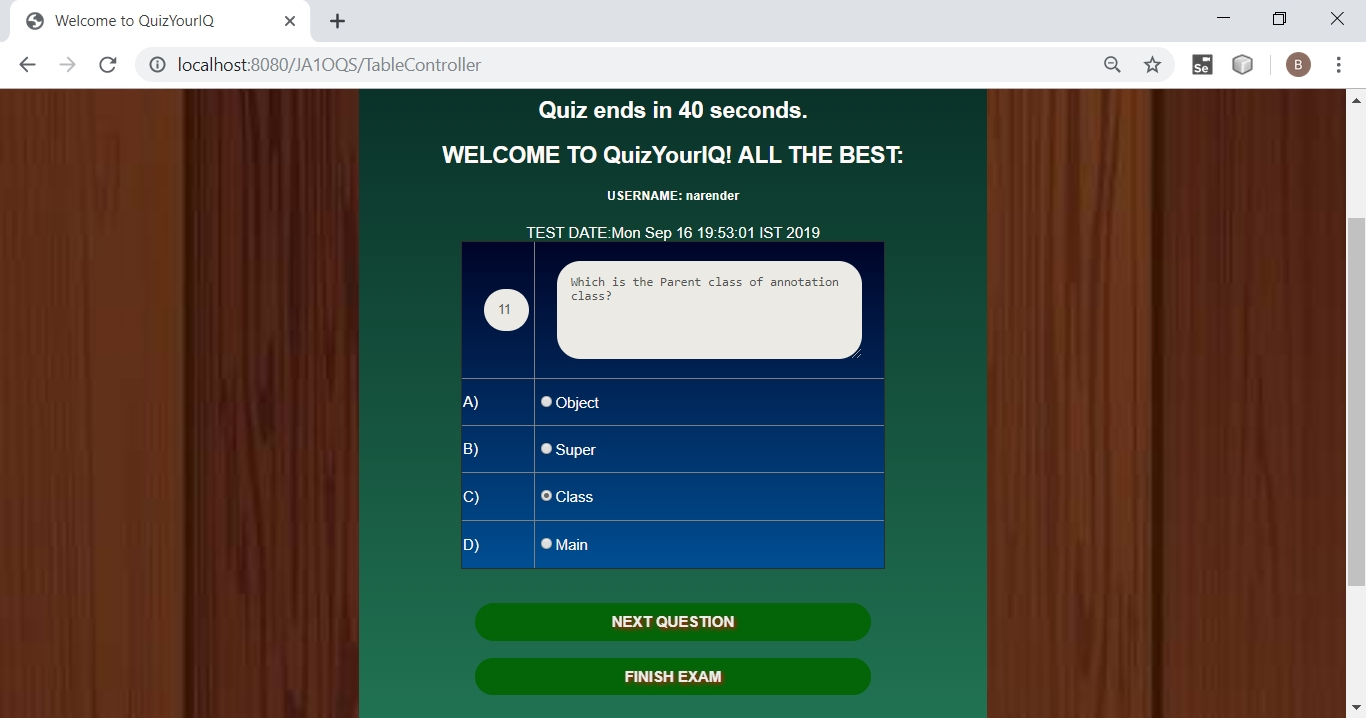 Welcome to QuizYourIQ
localhost:8080/JA1OQS/TableController
Se
B
Quiz ends in 40 seconds.
WELCOME TO QuizYourIQ! ALL THE BEST:
USERNAME: narender
TEST DATE:Mon Sep 16 19:53:01 IST 2019
11
Which is the Parent class of annotation
class?
A) Object
B) Super
C) Class
D) Main
NEXT QUESTION
FINISH EXAM